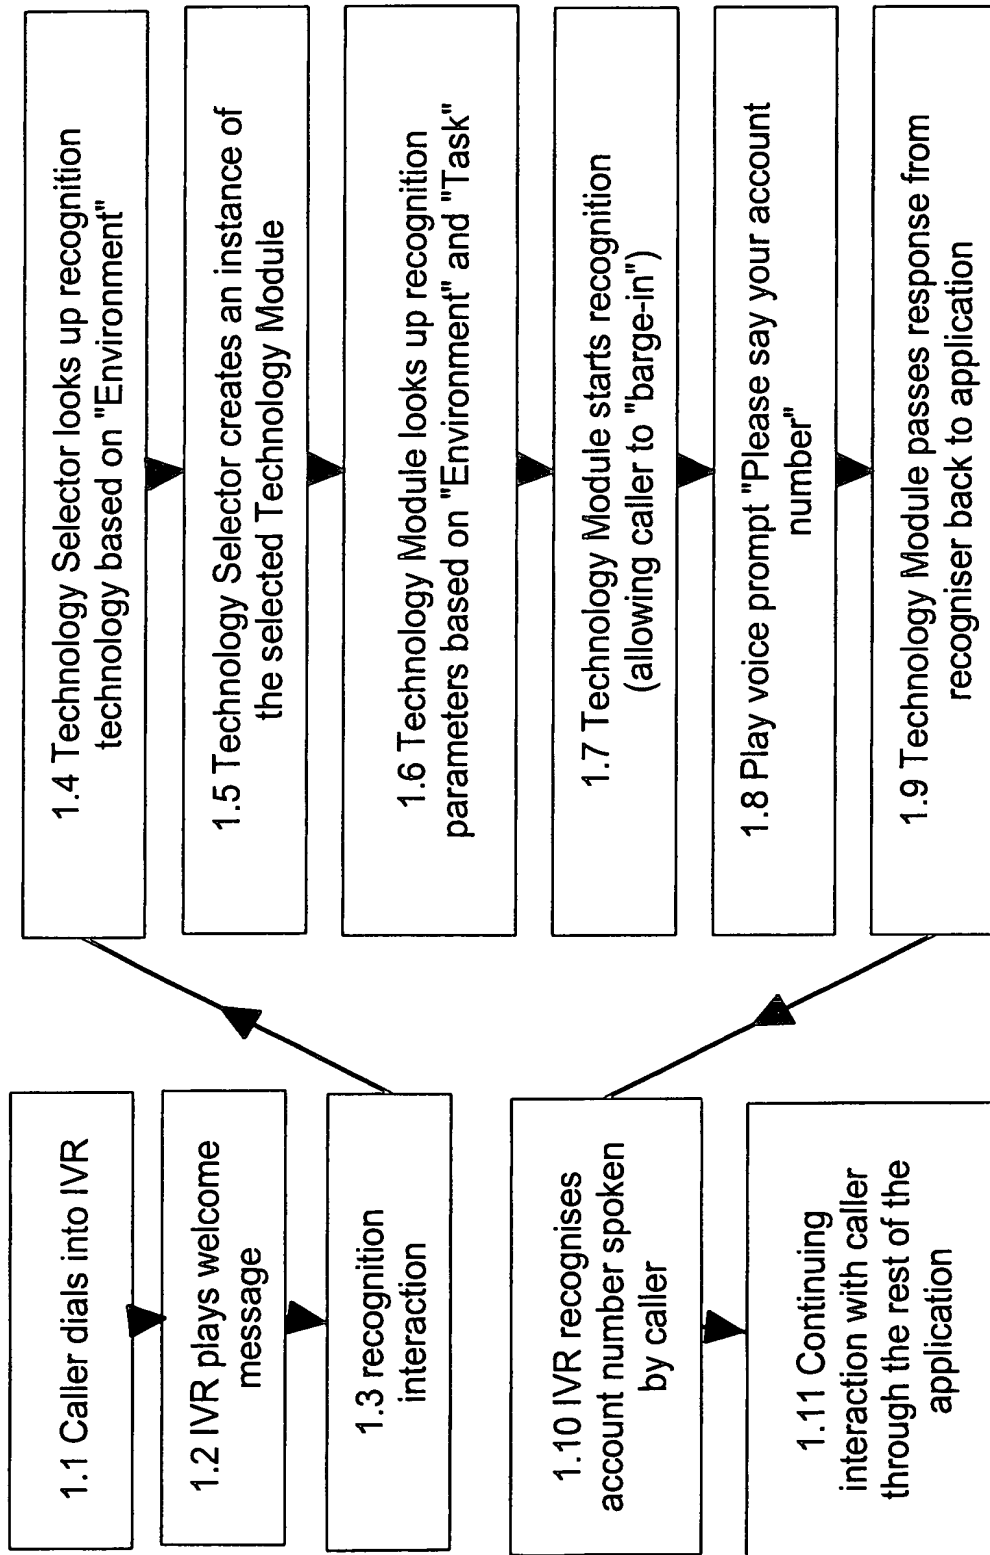 1.1 Caller dials into IVR
1.2 IVR plays welcome
message
1.3 recognition
interaction
1.4 Technology Selector looks up recognition
technology based on "Environment"
1.5 Technology Selector creates an instance of
the selected Technology Module
1.6 Technology Module looks up recognition
parameters based on "Environment" and "Task"
1.7 Technology Module starts recognition
(allowing caller to "barge-in")
1.8 Play voice prompt "Please say your account
number"
1.9 Technology Module passes response from
recogniser back to application
1.10 IVR recognises
account number spoken
by caller
1.11 Continuing
interaction with caller
through the rest of the
application